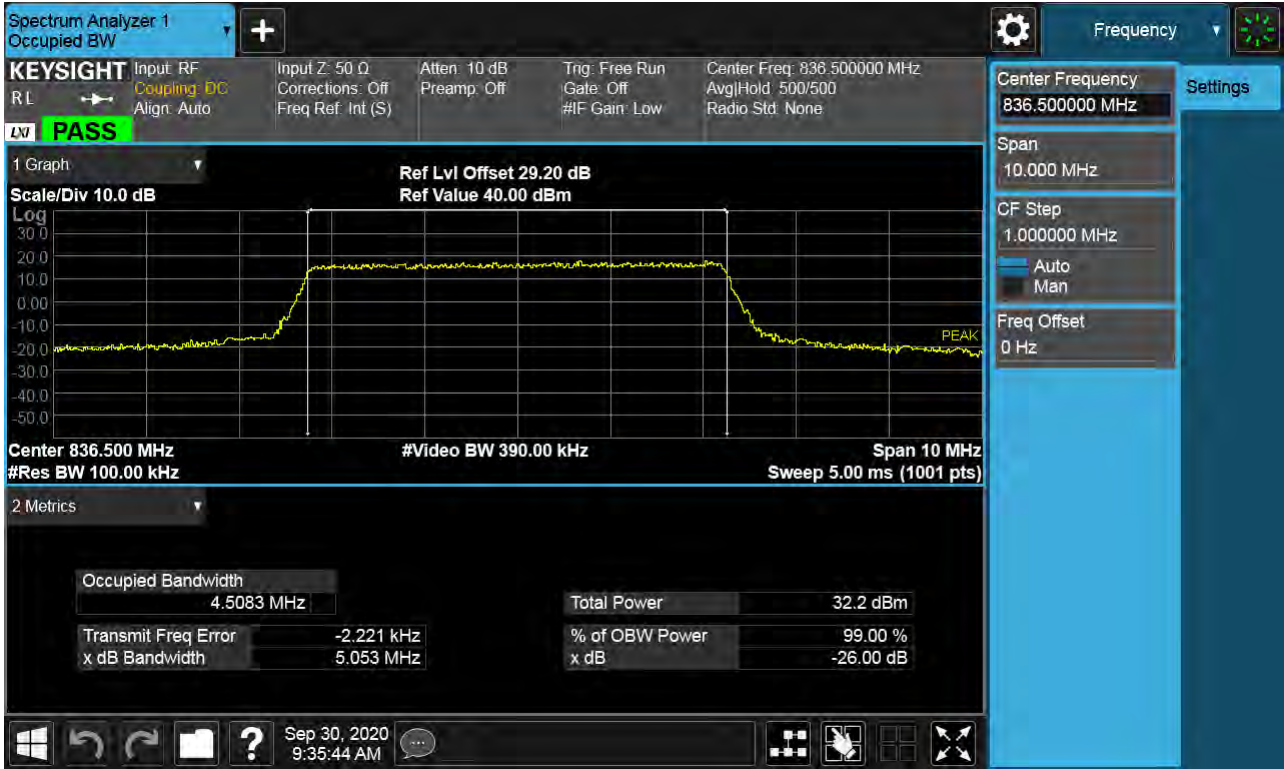 Spectrum Analyzer 1
Occupied BW
+
Frequency
KEYSIGHT
RL
LXI
PASS
Input: RF
Coupling: DC
Align: Auto
Input Z: 50 Ω
Corrections: Off
Freq Ref: Int (S)
Atten: 10 dB
Preamp: Off
Trig: Free Run
Gate: Off
#IF Gain: Low
Center Freq: 836.500000 MHz
Avg|Hold: 500/500
Radio Std: None
1 Graph
Scale/Div 10.0 dB
Ref Lvl Offset 29.20 dB
Ref Value 40.00 dBm
Log
30.0
20.0
10.0
0.00
-10.0
-20.0
-30.0
-40.0
-50.0
PEAK
Center 836.500 MHz
#Video BW 390.00 kHz
Span 10 MHz
#Res BW 100.00 kHz
Sweep 5.00 ms (1001 pts)
2 Metrics
Occupied Bandwidth
4.5083 MHz
Total Power 32.2 dBm
Transmit Freq Error -2.221 kHz
% of OBW Power 99.00 %
x dB Bandwidth 5.053 MHz
x dB -26.00 dB
?
Sep 30, 2020
9:35:44 AM
Center Frequency
836.500000 MHz
Settings
Span
10.000 MHz
CF Step
1.000000 MHz
Auto
Man
Freq Offset
0 Hz